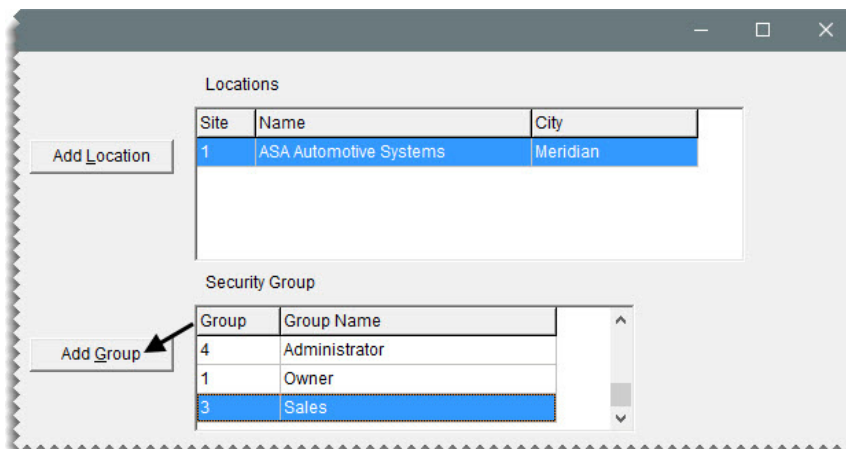 Locations
Site Name City
Add Location
1 ASA Automotive Systems Meridian
Security Group
Group Group Name
Add Group
4 Administrator
1 Owner
3 Sales